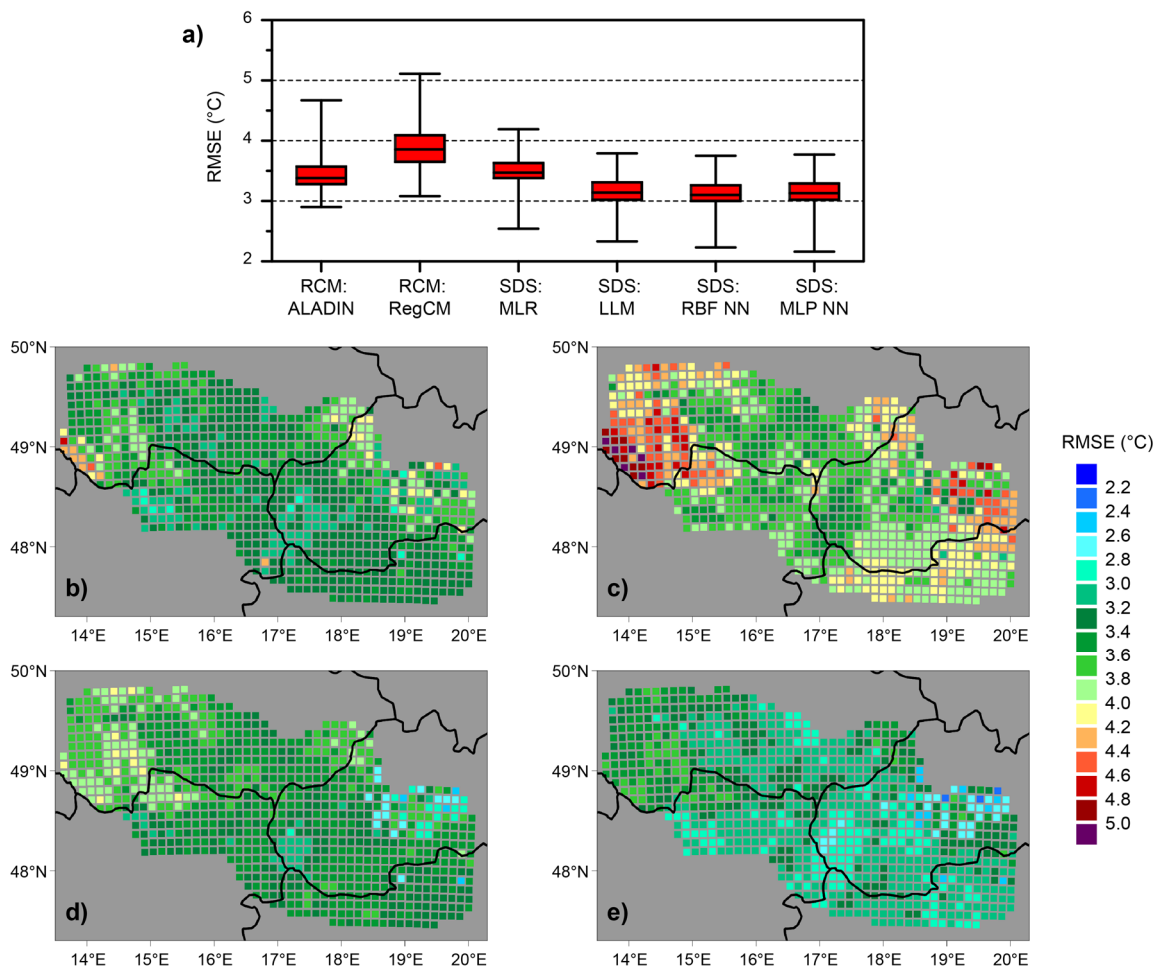 a)
RMSE (°C)
6
5
4
3
2
RCM:
ALADIN
RCM:
RegCM
SDS:
MLR
SDS:
LLM
SDS:
RBF NN
SDS:
MLP NN
50°N
49°N
48°N
b)
14°E 15°E 16°E 17°E 18°E 19°E 20°E
50°N
49°N
48°N
c)
14°E 15°E 16°E 17°E 18°E 19°E 20°E
RMSE (°C)
2.2
2.4
2.6
2.8
3.0
3.2
3.4
3.6
3.8
4.0
4.2
4.4
4.6
4.8
5.0
50°N
49°N
48°N
d)
14°E 15°E 16°E 17°E 18°E 19°E 20°E
50°N
49°N
48°N
e)
14°E 15°E 16°E 17°E 18°E 19°E 20°E